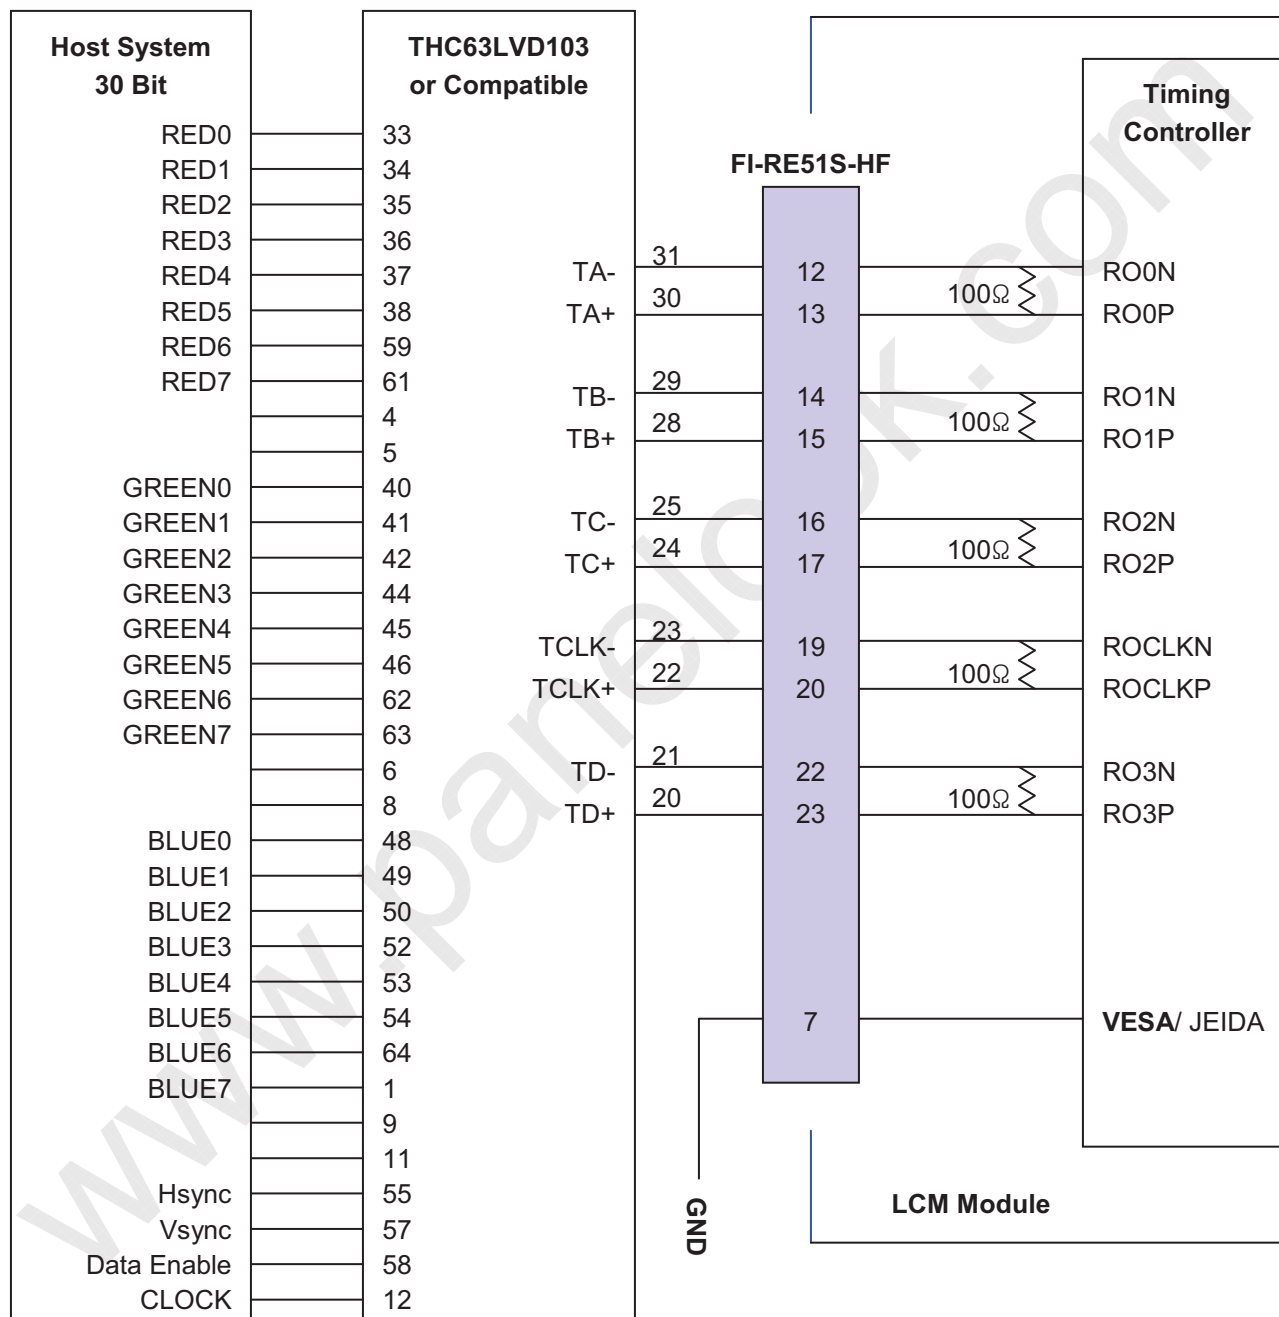 Host System
30 Bit
RED0 33
RED1 34
RED2 35
RED3 36
RED4 37
RED5 38
RED6 59
RED7 61
4
5
GREEN0 40
GREEN1 41
GREEN2 42
GREEN3 44
GREEN4 45
GREEN5 46
GREEN6 62
GREEN7 63
6
8
BLUE0 48
BLUE1 49
BLUE2 50
BLUE3 52
BLUE4 53
BLUE5 54
BLUE6 64
BLUE7 1
9
11
Hsync 55
Vsync 57
Data Enable 58
CLOCK 12
THC63LVD103
or Compatible
TA- 31
TA+ 30
TB- 29
TB+ 28
TC- 25
TC+ 24
TCLK- 23
TCLK+ 22
TD- 21
TD+ 20
FI-RE51S-HF
12
13
14
15
16
17
19
20
22
23
7
GND
100Ω
100Ω
100Ω
100Ω
100Ω
Timing
Controller
RO0N
RO0P
RO1N
RO1P
RO2N
RO2P
ROCLKN
ROCLKP
RO3N
RO3P
VESA/ JEIDA
LCM Module
www.panelook.com